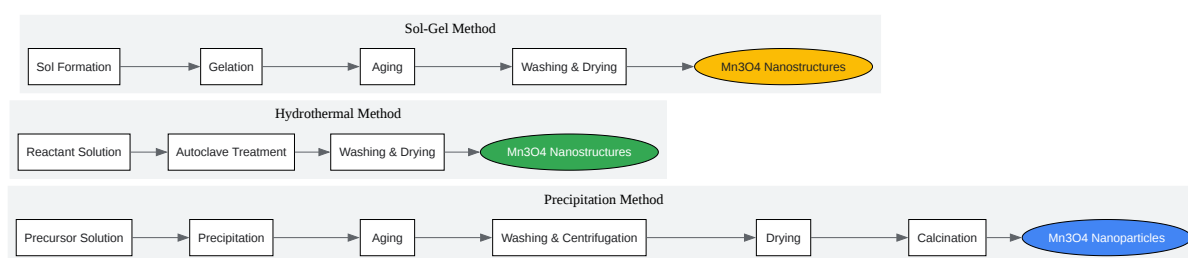 Sol-Gel Method
Sol Formation
Gelation
Aging
Washing & Drying
Mn3O4 Nanostructures
Hydrothermal Method
Reactant Solution
Autoclave Treatment
Washing & Drying
Mn3O4 Nanostructures
Precipitation Method
Precursor Solution
Precipitation
Aging
Washing & Centrifugation
Drying
Calcination
Mn3O4 Nanoparticles